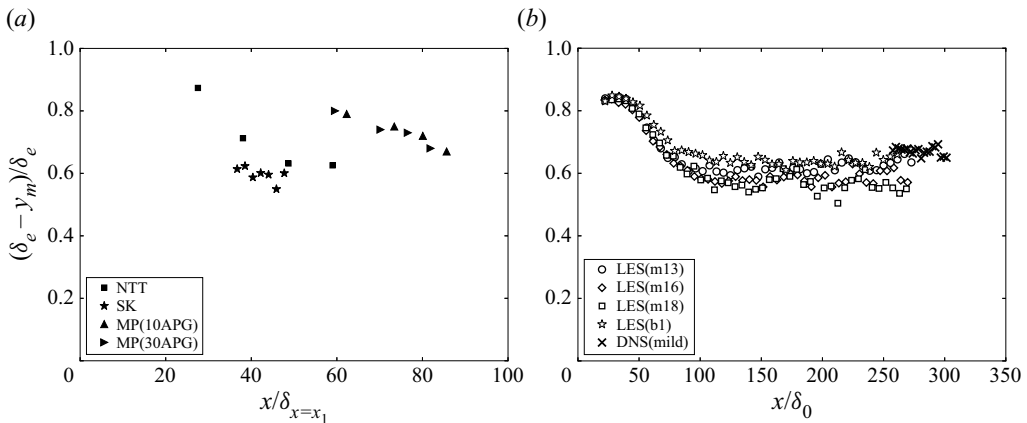 (a)
(b)
1.0
0.8
0.6
0.4
0.2
0
20
40
60
80
100
(δe – ym)/δe
x/δx=x1
NTT
SK
MP(10APG)
MP(30APG)
1.0
0.8
0.6
0.4
0.2
0
50
100
150
200
250
300
350
x/δ0
LES(m13)
LES(m16)
LES(m18)
LES(b1)
DNS(mild)